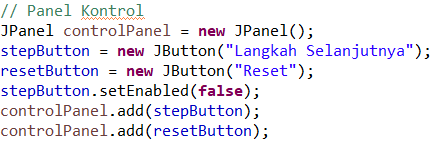 // Panel Kontrol
JPanel controlPanel = new JPanel();
stepButton = new JButton("Langkah Selanjutnya");
resetButton = new JButton("Reset");
stepButton.setEnabled(false);
controlPanel.add(stepButton);
controlPanel.add(resetButton);